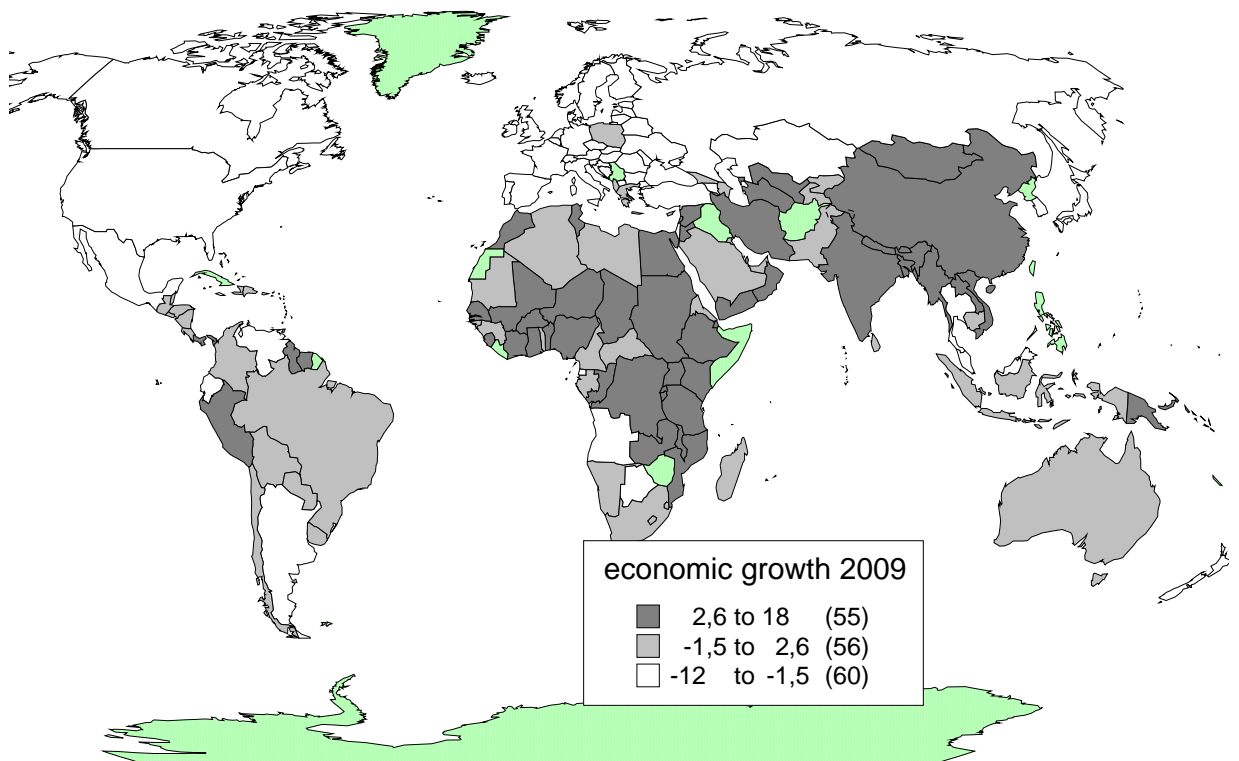 economic growth 2009
2,6 to 18 (55)
-1,5 to 2,6 (56)
-12 to -1,5 (60)